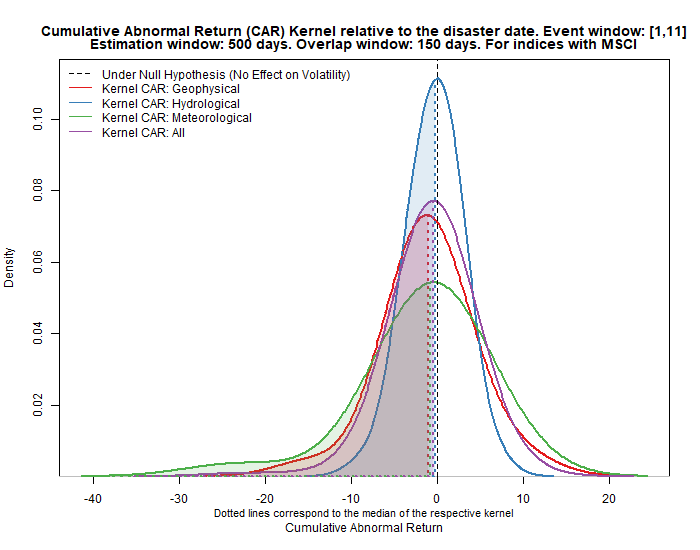 Cumulative Abnormal Return (CAR) Kernel relative to the disaster date. Event window: [1,11]
Estimation window: 500 days. Overlap window: 150 days. For indices with MSCI
Under Null Hypothesis (No Effect on Volatility)
Kernel CAR: Geophysical
Kernel CAR: Hydrological
Kernel CAR: Meteorological
Kernel CAR: All
Density
0.10
0.08
0.06
0.04
0.02
-40 -30 -20 -10 0 10 20
Dotted lines correspond to the median of the respective kernel
Cumulative Abnormal Return